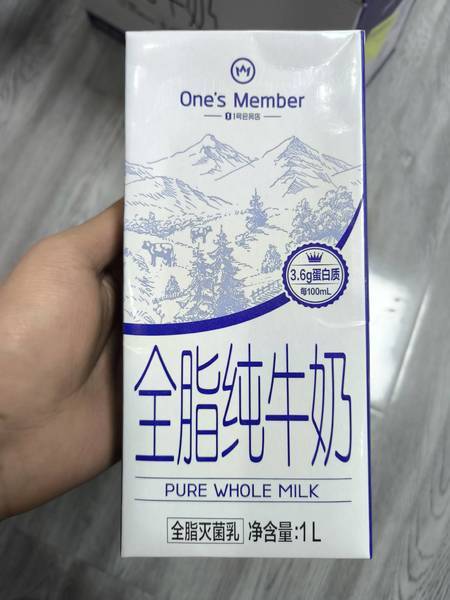 One's Member
1号会员店
3.6g蛋白质
每100mL
全脂纯牛奶
PURE WHOLE MILK
全脂灭菌乳 净含量:1L